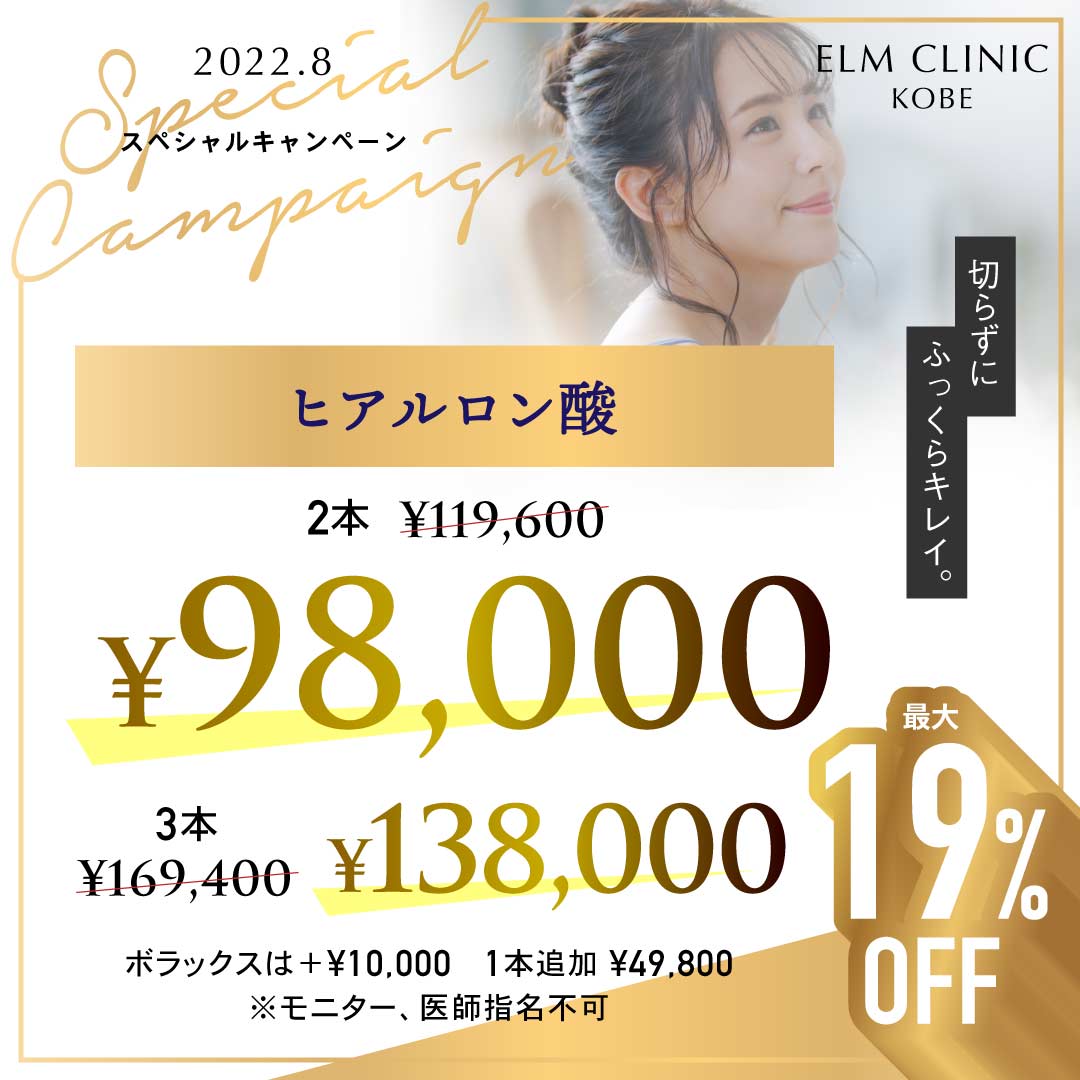 2022.8
Special
スペシャルキャンペーン
Campaign
ELM CLINIC
KOBE
切らずに
ふっくらキレイ。
ヒアルロン酸
2本 ¥119,600
¥98,000
3本
¥169,400
¥138,000
ボラックスは＋¥10,000 1本追加 ¥49,800
※モニター、医師指名不可
最大
19%
OFF